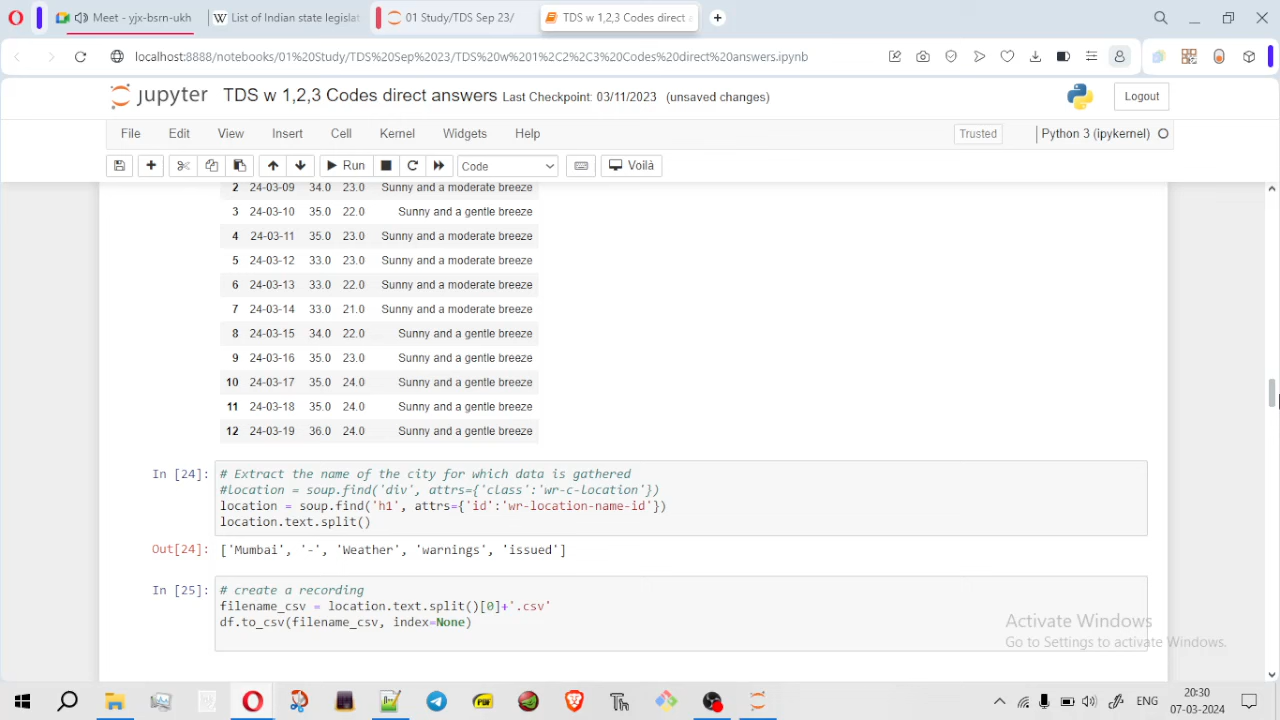 Meet - yjx-bsrn-ukh
List of Indian state legislat
01 Study/TDS Sep 23/
TDS w 1,2,3 Codes direct a
localhost:8888/notebooks/01%20Study/TDS%20Sep%2023/TDS%20w%201%2C2%2C3%20Codes%20direct%20answers.ipynb
jupyter TDS w 1,2,3 Codes direct answers Last Checkpoint: 03/11/2023 (unsaved changes)
Logout
File Edit View Insert Cell Kernel Widgets Help
Trusted
Python 3 (ipykernel)
Run
Code
Voilà
2 24-03-09 34.0 23.0 Sunny and a moderate breeze
3 24-03-10 35.0 22.0 Sunny and a gentle breeze
4 24-03-11 35.0 23.0 Sunny and a moderate breeze
5 24-03-12 33.0 23.0 Sunny and a moderate breeze
6 24-03-13 33.0 22.0 Sunny and a moderate breeze
7 24-03-14 33.0 21.0 Sunny and a moderate breeze
8 24-03-15 34.0 22.0 Sunny and a gentle breeze
9 24-03-16 35.0 23.0 Sunny and a gentle breeze
10 24-03-17 35.0 24.0 Sunny and a gentle breeze
11 24-03-18 35.0 24.0 Sunny and a gentle breeze
12 24-03-19 36.0 24.0 Sunny and a gentle breeze
In [24]: # Extract the name of the city for which data is gathered
#location = soup.find('div', attrs={'class':'wr-c-location'})
location = soup.find('h1', attrs={'id':'wr-location-name-id'})
location.text.split()
Out[24]: ['Mumbai', '-', 'Weather', 'warnings', 'issued']
In [25]: # create a recording
filename_csv = location.text.split()[0]+'.csv'
df.to_csv(filename_csv, index=None)
Activate Windows
Go to Settings to activate Windows.
ENG
20:30
07-03-2024